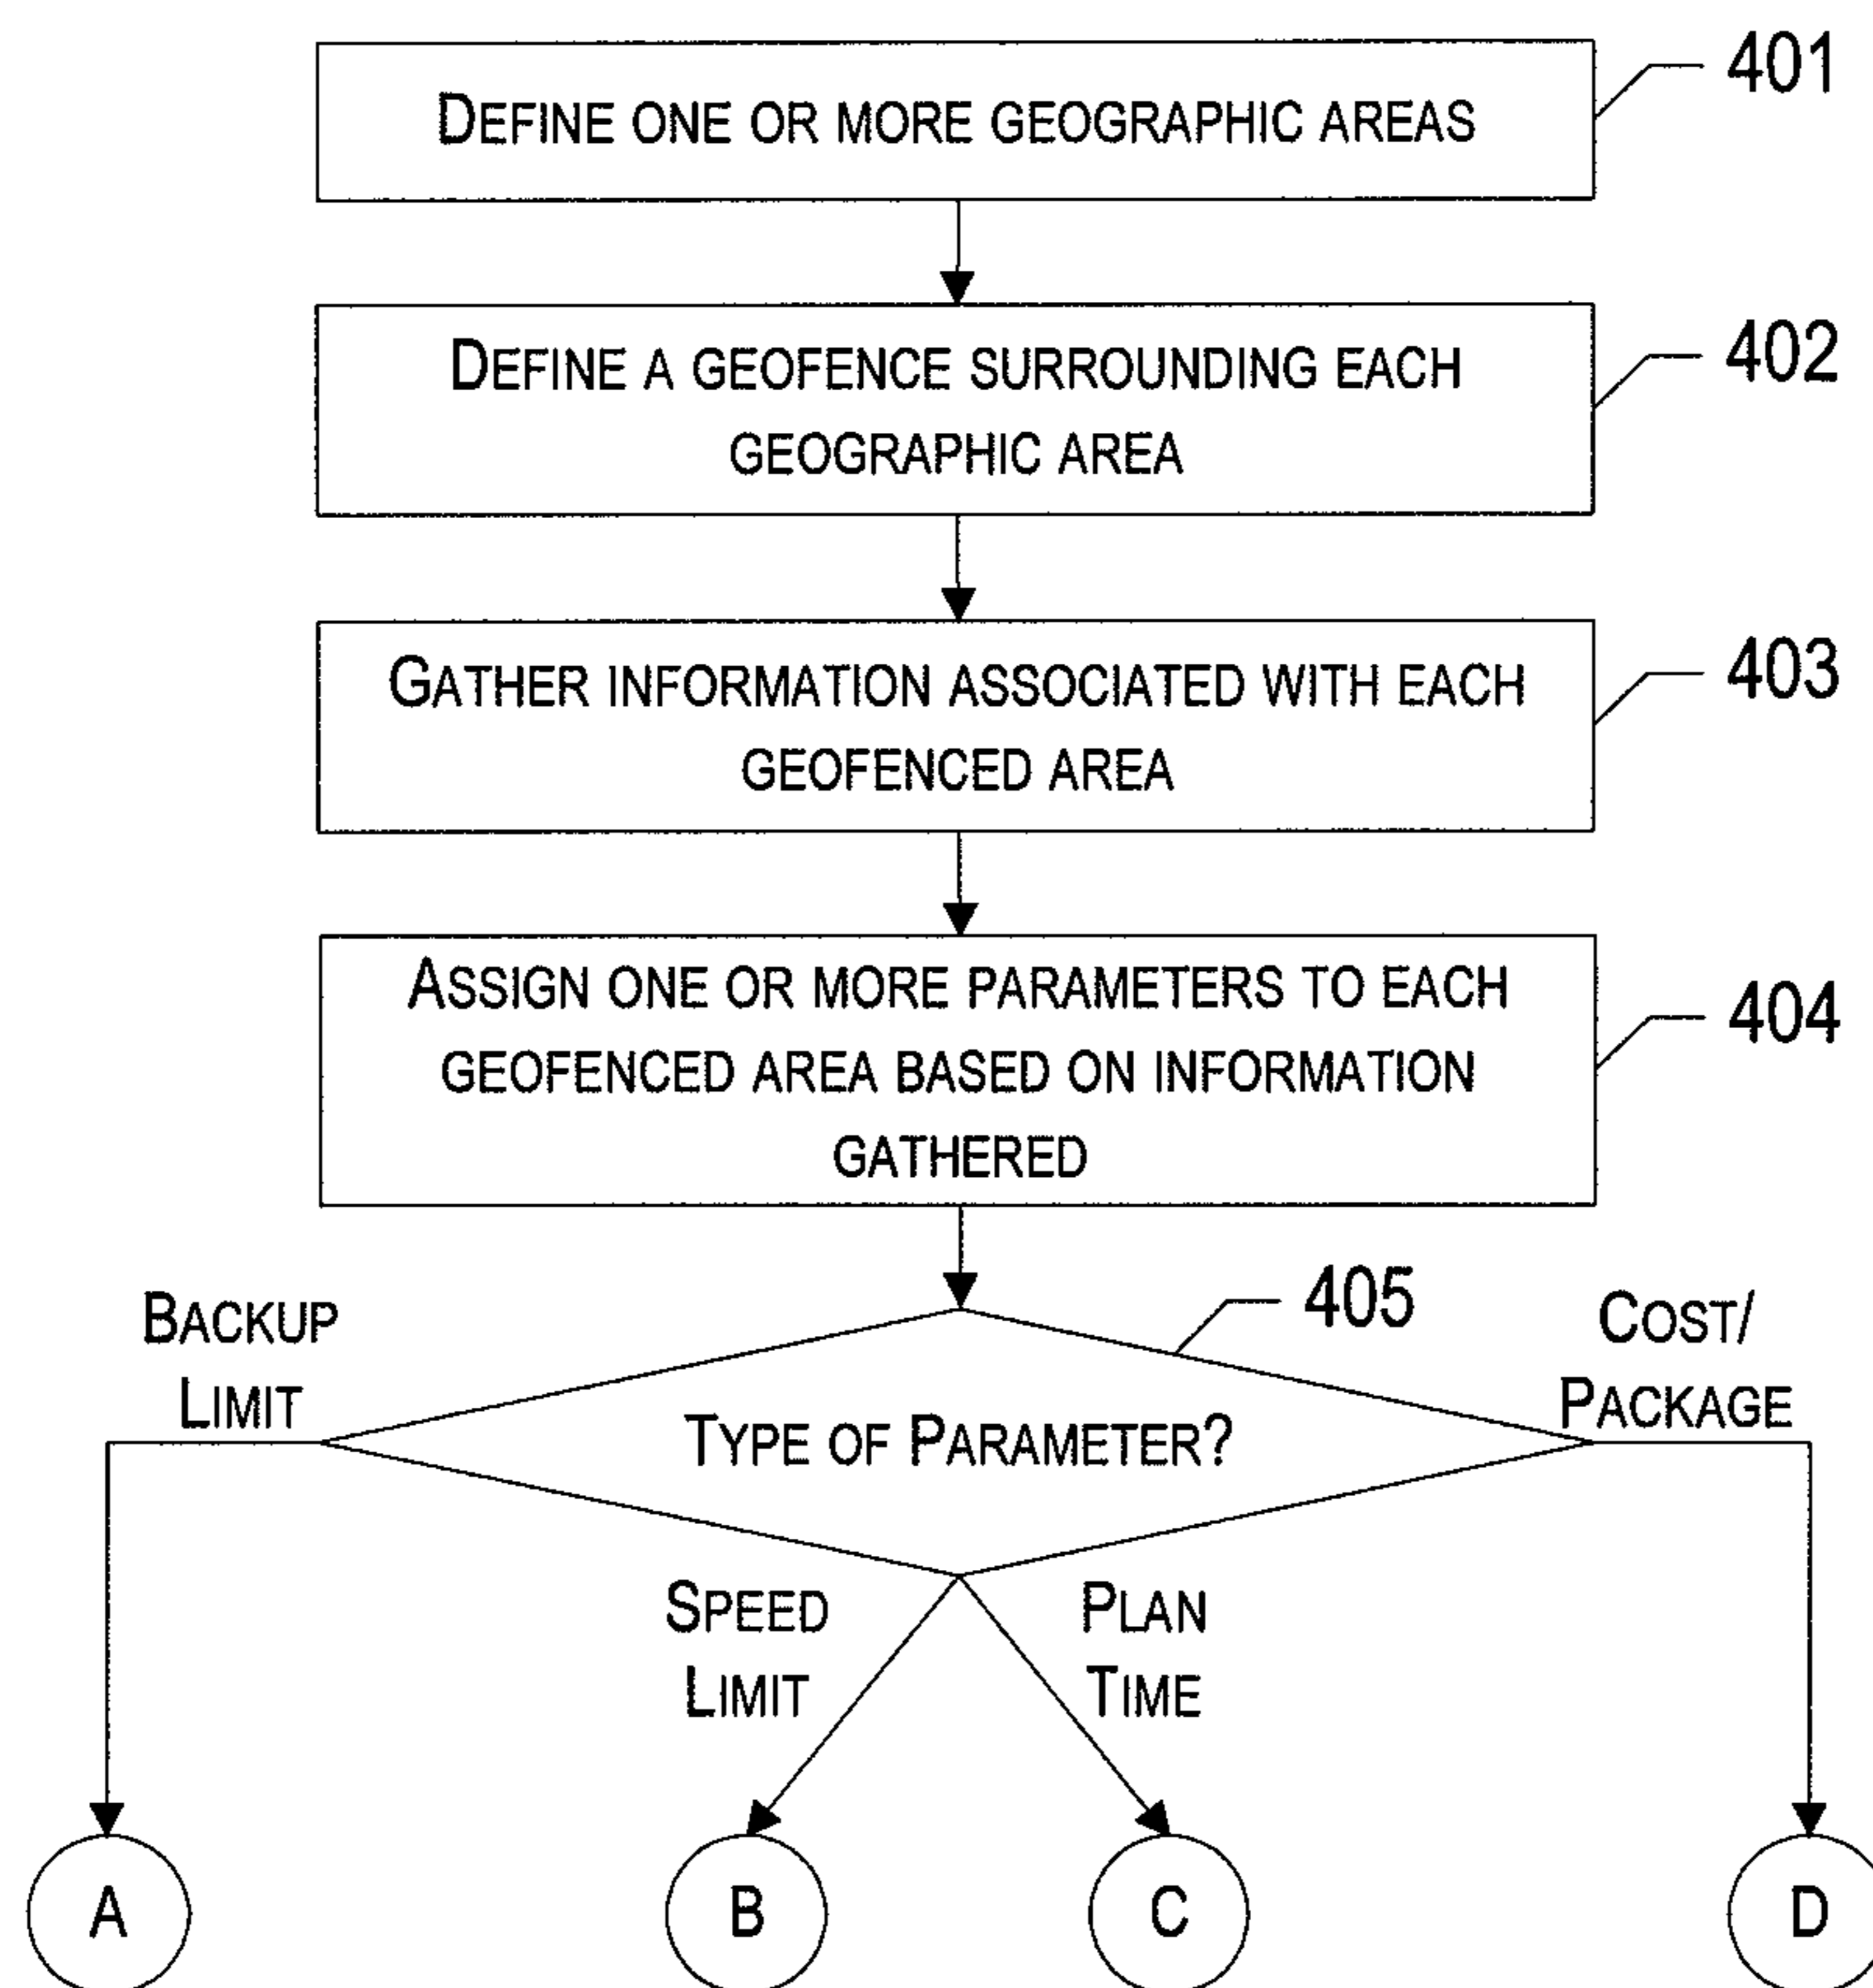 DEFINE ONE OR MORE GEOGRAPHIC AREAS
401
DEFINE A GEOFENCE SURROUNDING EACH
GEOGRAPHIC AREA
402
GATHER INFORMATION ASSOCIATED WITH EACH
GEOFENCED AREA
403
ASSIGN ONE OR MORE PARAMETERS TO EACH
GEOFENCED AREA BASED ON INFORMATION
GATHERED
404
405
BACKUP
LIMIT
TYPE OF PARAMETER?
COST/
PACKAGE
SPEED
LIMIT
PLAN
TIME
A
B
C
D